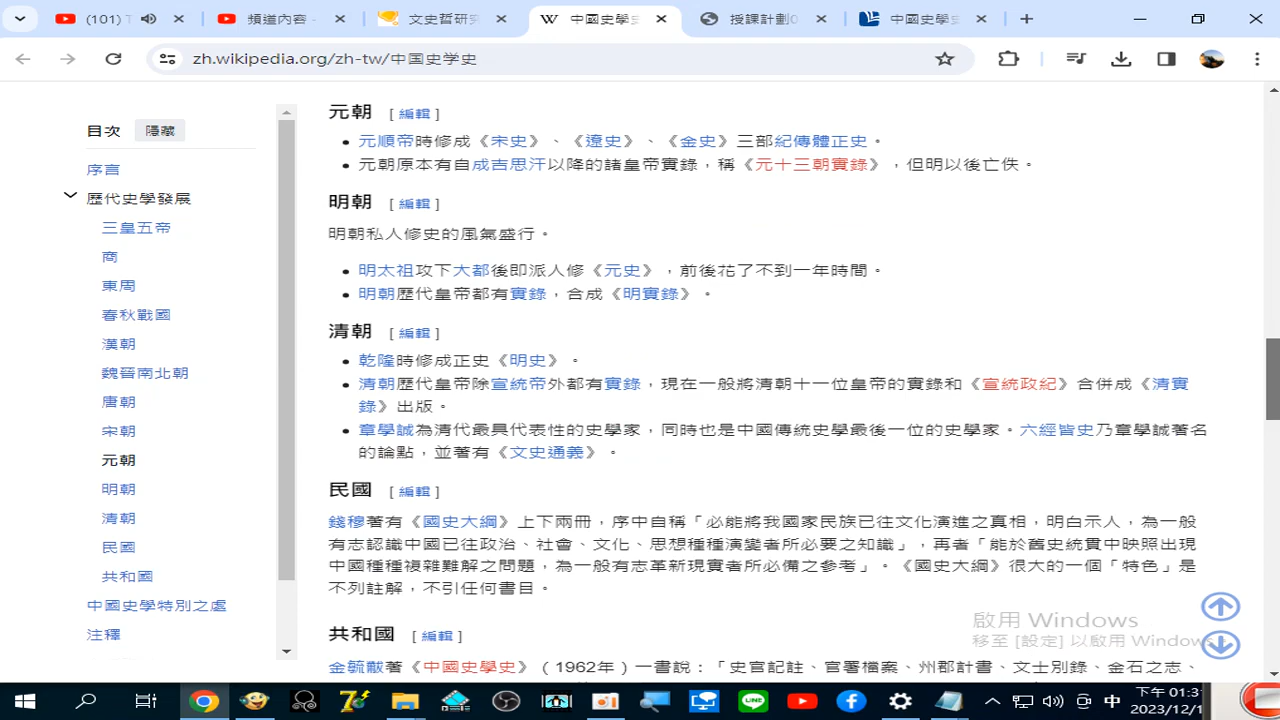 (101) T
頻道內容 -
文史哲研究
中國史學史
授課計劃0
中國史學史
zh.wikipedia.org/zh-tw/中国史学史
目次 隱藏
序言
歷代史學發展
三皇五帝
商
東周
春秋戰國
漢朝
魏晉南北朝
唐朝
宋朝
元朝
明朝
清朝
民國
共和國
中國史學特別之處
注釋
元朝 [編輯]
元順帝時修成《宋史》、《遼史》、《金史》三部紀傳體正史。
元朝原本有自成吉思汗以降的諸皇帝實錄，稱《元十三朝實錄》，但明以後亡佚。
明朝 [編輯]
明朝私人修史的風氣盛行。
明太祖攻下大都後即派人修《元史》，前後花了不到一年時間。
明朝歷代皇帝都有實錄，合成《明實錄》。
清朝 [編輯]
乾隆時修成正史《明史》。
清朝歷代皇帝除宣統帝外都有實錄，現在一般將清朝十一位皇帝的實錄和《宣統政紀》合併成《清實
錄》出版。
章學誠為清代最具代表性的史學家，同時也是中國傳統史學最後一位的史學家。六經皆史乃章學誠著名
的論點，並著有《文史通義》。
民國 [編輯]
錢穆著有《國史大綱》上下兩冊，序中自稱「必能將我國家民族已往文化演進之真相，明白示人，為一般
有志認識中國已往政治、社會、文化、思想種種演變者所必要之知識」，再者「能於舊史統貫中映照出現
中國種種複雜難解之問題，為一般有志革新現實者所必備之參考」。《國史大綱》很大的一個「特色」是
不列註解，不引任何書目。
共和國 [編輯]
金毓黻著《中國史學史》（1962年）一書說：「史官記註、官署檔案、州郡計書、文士別錄、金石之志、
啟用 Windows
移至 [設定] 以啟用 Windows
LINE
中
下午 01:3
2023/12/1